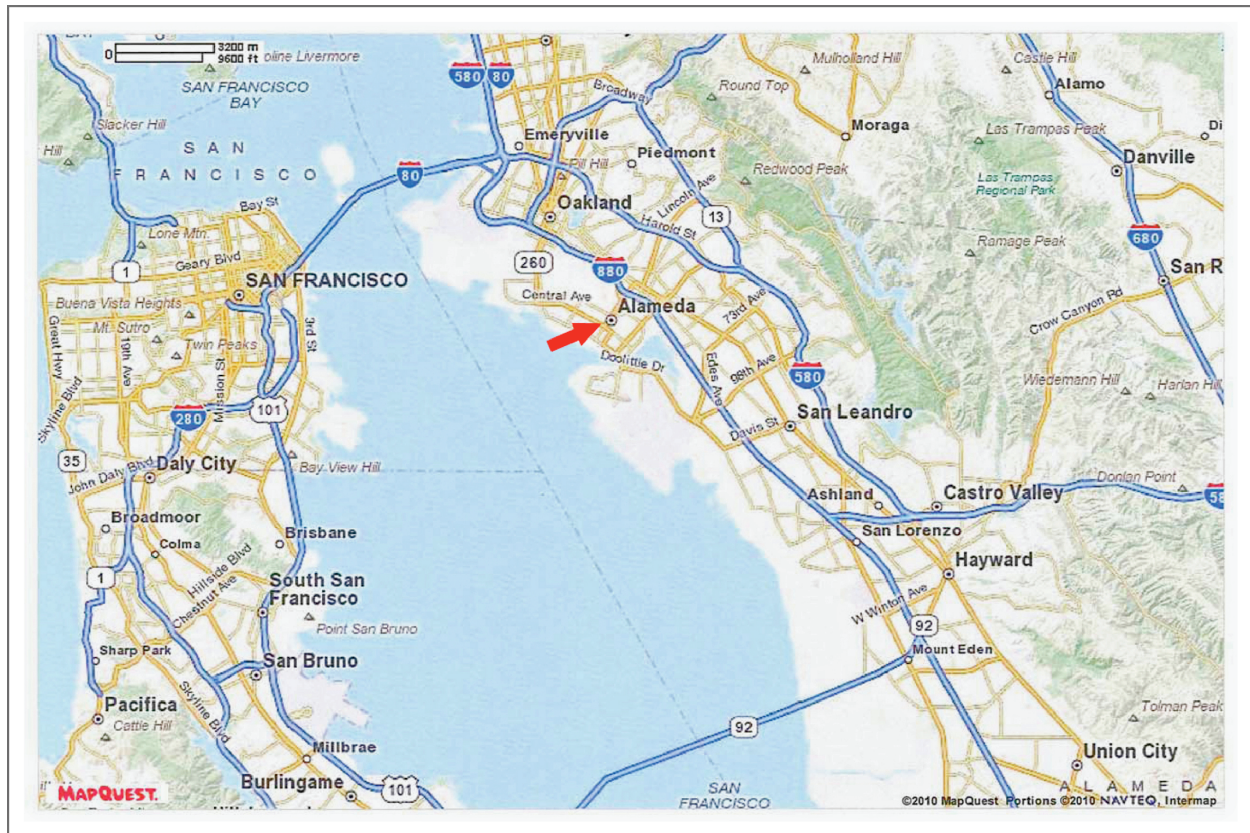 BAY
0
3200 m
9600 ft
oline Livermore
SAN FRANCISCO
BAY
Slacker Hill
Hill
SAN
FRANCISCO
80
580
80
Broadway
Emeryville
Pill Hill
Piedmont
Oakland
Lincoln Ave
Harold St
13
Mulholland Hill
Round Top
Moraga
Redwood Peak
Castle Hill
Alamo
Las Trampas Peak
Di
Danville
Las Trampas
Regional Park
Ramage Peak
680
San R
Crow Canyon Rd
Wiedemann Hill
Harlan Hill
Donlan Point
58
Bay St
Lone Mtn.
1
Geary Blvd
SAN FRANCISCO
Buena Vista Heights
Mt. Sutro
Twin Peaks
Great Hwy
19th Ave
Mission St
3rd St
Skyline Blvd
280
101
35
John Daly Blvd
Daly City
Bay View Hill
Broadmoor
Colma
Brisbane
1
Hillside Blvd
Chestnut Ave
South San
Francisco
Point San Bruno
Sharp Park
San Bruno
Pacifica
Cattle Hill
Skyline Blvd
Millbrae
Burlingame
101
260
880
Central Ave
Alameda
Doolittle Dr
73rd Ave
98th Ave
Edes Ave
580
San Leandro
Davis St
Ashland
Castro Valley
San Lorenzo
Hayward
W Winton Ave
92
Mount Eden
92
Tolman Peak
Union City
ALAMEDA
SAN
FRANCISCO
MAPQUEST.
©2010 MapQuest Portions ©2010 NAVTEQ, Intermap